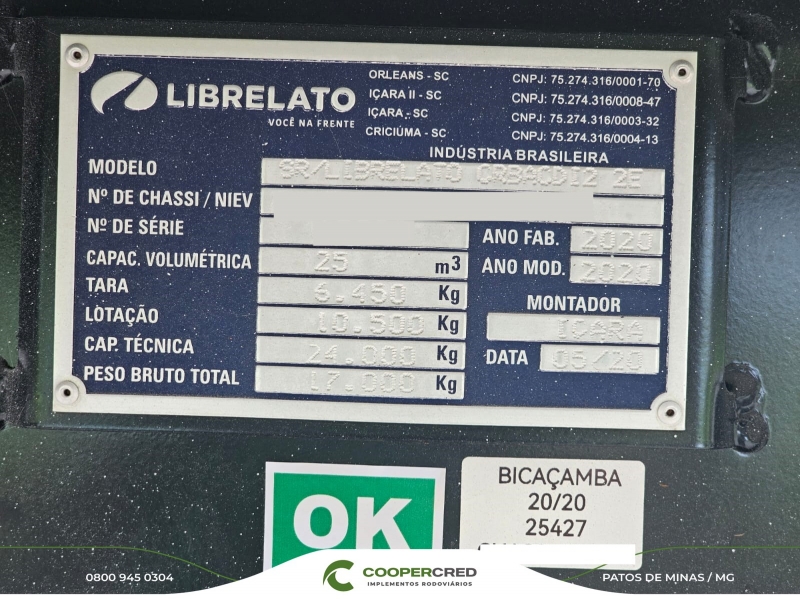 LIBRELATO
VOCÊ NA FRENTE
ORLEANS - SC CNPJ: 75.274.316/0001-70
IÇARA II - SC CNPJ: 75.274.316/0008-47
IÇARA - SC CNPJ: 75.274.316/0003-32
CRICIÚMA - SC CNPJ: 75.274.316/0004-13
INDÚSTRIA BRASILEIRA
MODELO SR/LIBRELATO CRBACDI2 2E
Nº DE CHASSI / NIEV
Nº DE SÉRIE
ANO FAB. 2020
CAPAC. VOLUMÉTRICA 25 m3
ANO MOD. 2020
TARA 6.450 Kg
MONTADOR
LOTAÇÃO 10.500 Kg
IÇARA
CAP. TÉCNICA 24.000 Kg
DATA 05/20
PESO BRUTO TOTAL 17.000 Kg
OK
BICAÇAMBA
20/20
25427
0800 945 0304
COOPERCRED
IMPLEMENTOS RODOVIÁRIOS
PATOS DE MINAS / MG